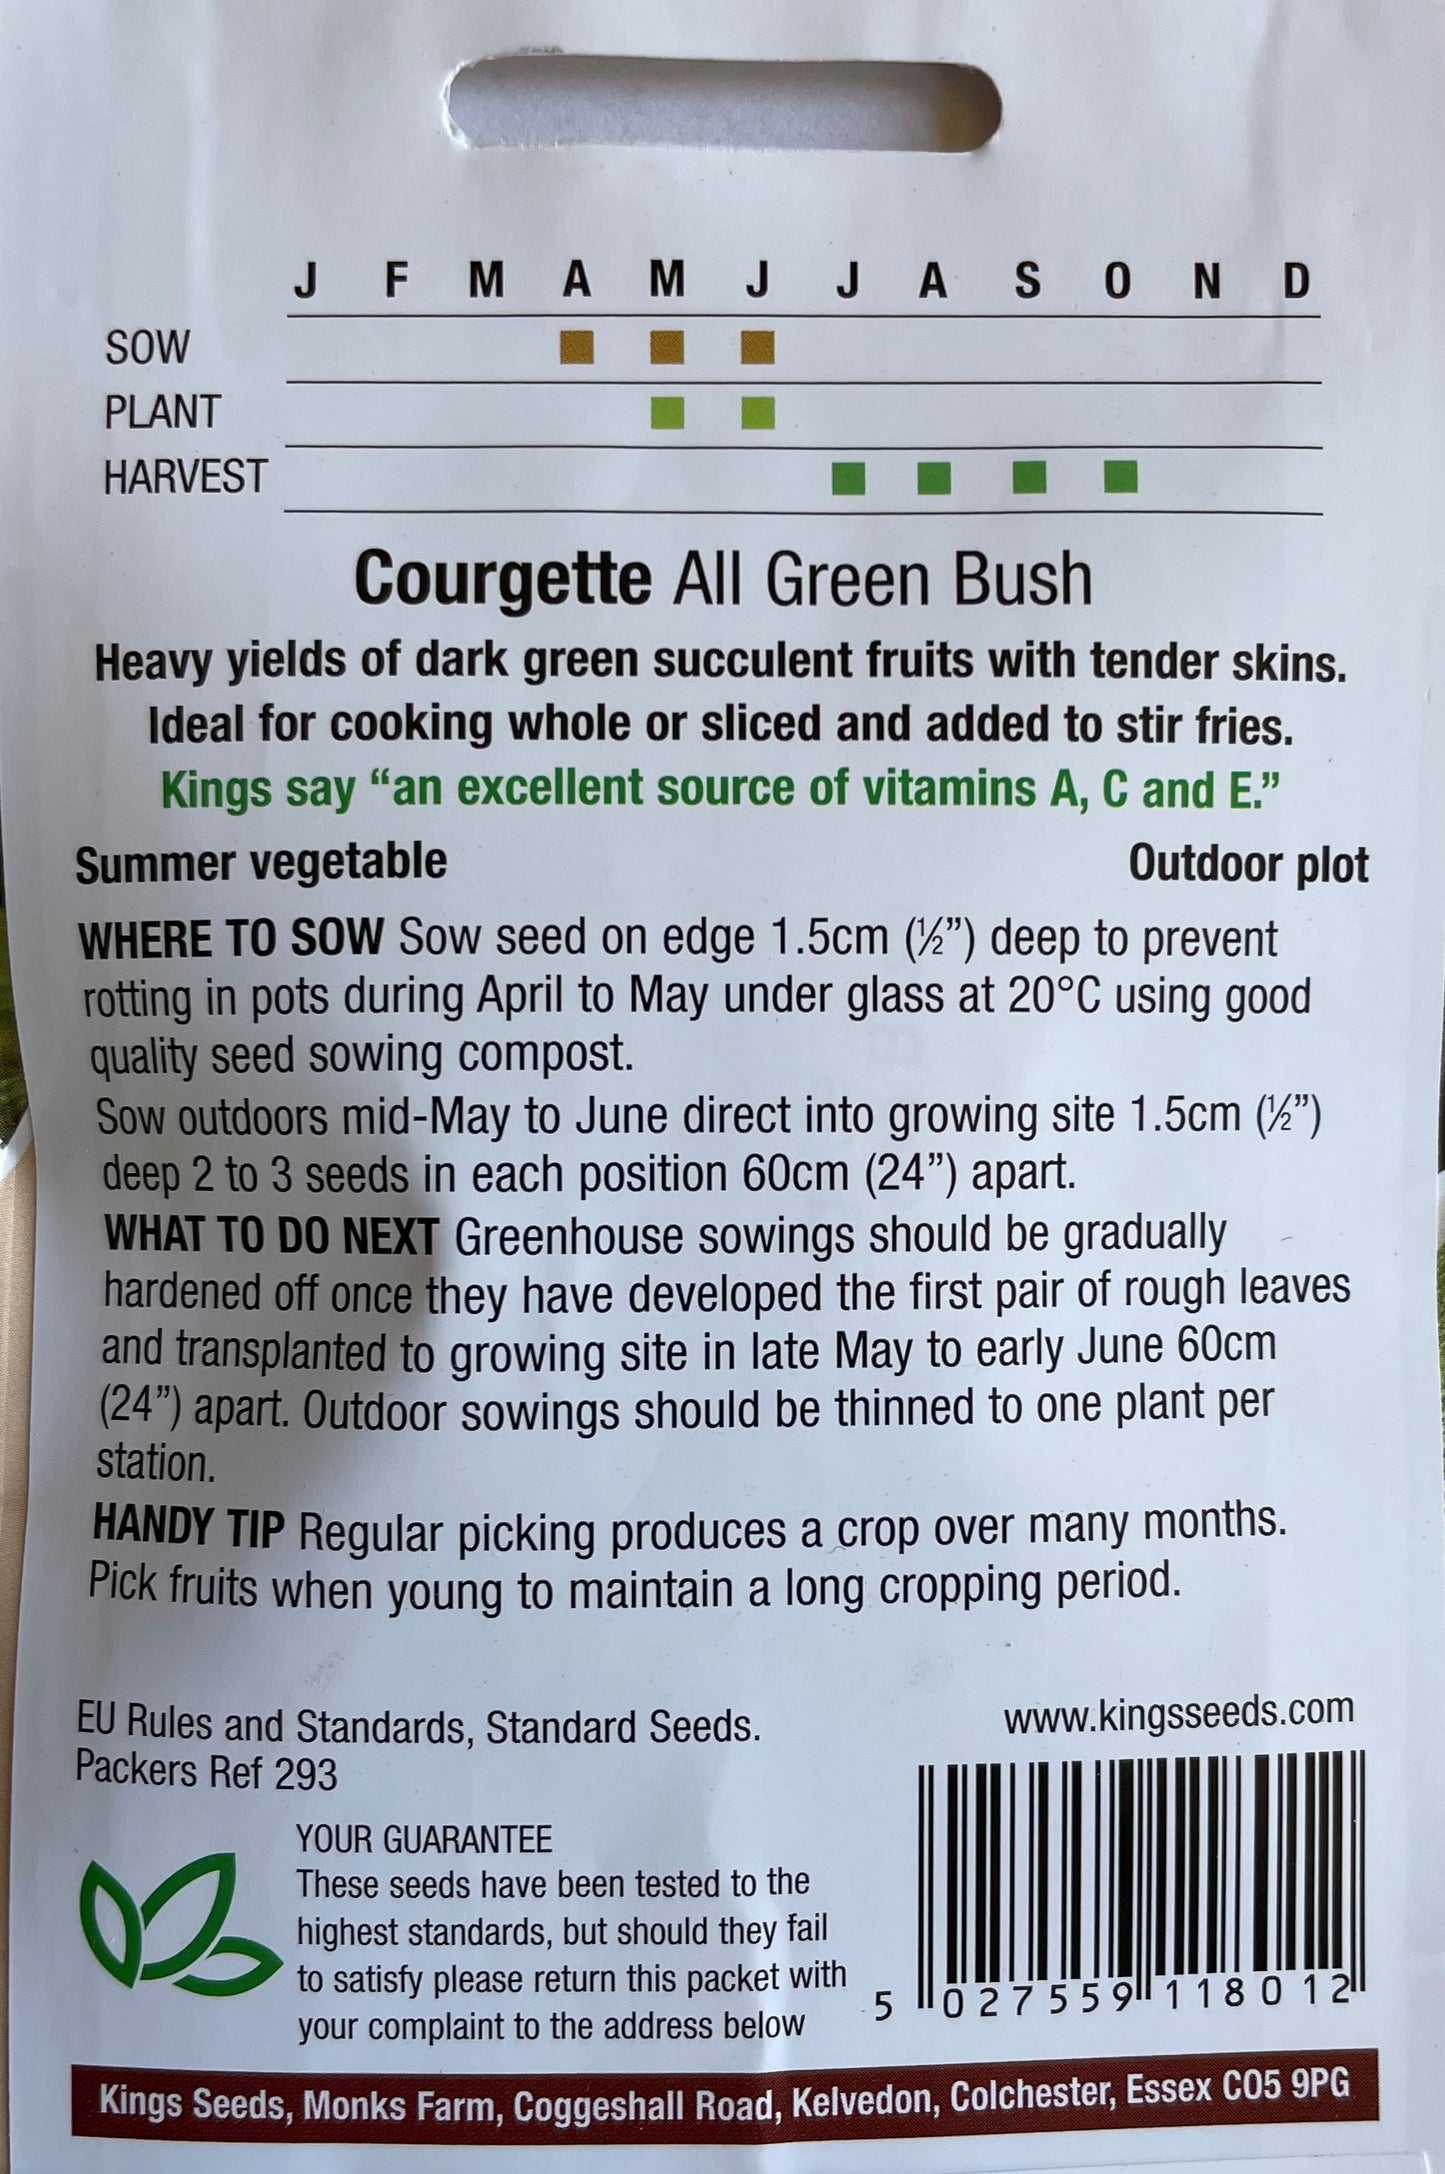 J F M A M J J A S O N D
SOW
PLANT
HARVEST
Courgette All Green Bush
Heavy yields of dark green succulent fruits with tender skins.
Ideal for cooking whole or sliced and added to stir fries.
Kings say “an excellent source of vitamins A, C and E.”
Summer vegetable Outdoor plot
WHERE TO SOW Sow seed on edge 1.5cm (½”) deep to prevent
rotting in pots during April to May under glass at 20°C using good
quality seed sowing compost.
Sow outdoors mid-May to June direct into growing site 1.5cm (½”)
deep 2 to 3 seeds in each position 60cm (24”) apart.
WHAT TO DO NEXT Greenhouse sowings should be gradually
hardened off once they have developed the first pair of rough leaves
and transplanted to growing site in late May to early June 60cm
(24”) apart. Outdoor sowings should be thinned to one plant per
station.
HANDY TIP Regular picking produces a crop over many months.
Pick fruits when young to maintain a long cropping period.
EU Rules and Standards, Standard Seeds.
Packers Ref 293
www.kingsseeds.com
YOUR GUARANTEE
These seeds have been tested to the
highest standards, but should they fail
to satisfy please return this packet with
your complaint to the address below
5 027559 118012
Kings Seeds, Monks Farm, Coggeshall Road, Kelvedon, Colchester, Essex CO5 9PG